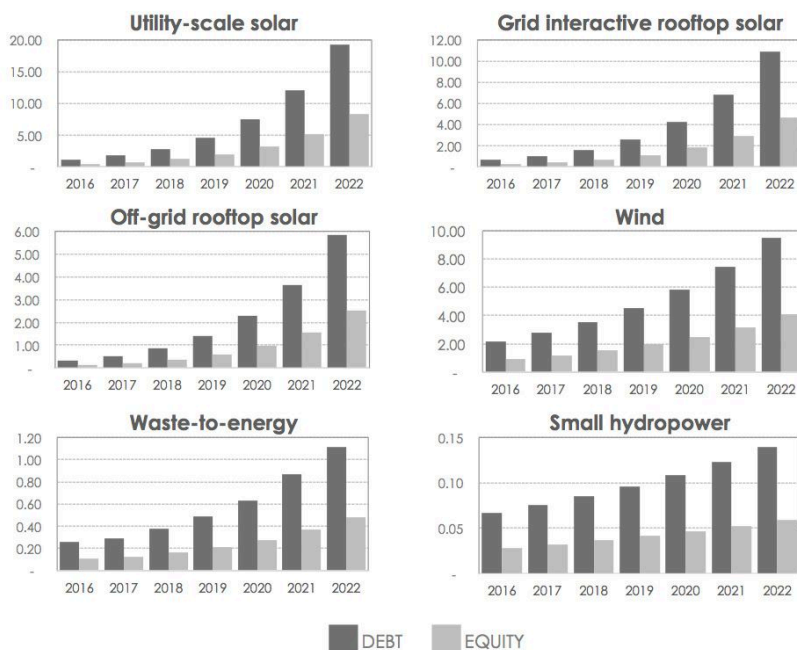 Utility-scale solar
20.00
15.00
10.00
5.00
-
2016 2017 2018 2019 2020 2021 2022
Grid interactive rooftop solar
12.00
10.00
8.00
6.00
4.00
2.00
-
2016 2017 2018 2019 2020 2021 2022
Off-grid rooftop solar
6.00
5.00
4.00
3.00
2.00
1.00
-
2016 2017 2018 2019 2020 2021 2022
Wind
10.00
8.00
6.00
4.00
2.00
-
2016 2017 2018 2019 2020 2021 2022
Waste-to-energy
1.20
1.00
0.80
0.60
0.40
0.20
-
2016 2017 2018 2019 2020 2021 2022
Small hydropower
0.15
0.10
0.05
-
2016 2017 2018 2019 2020 2021 2022
DEBT EQUITY